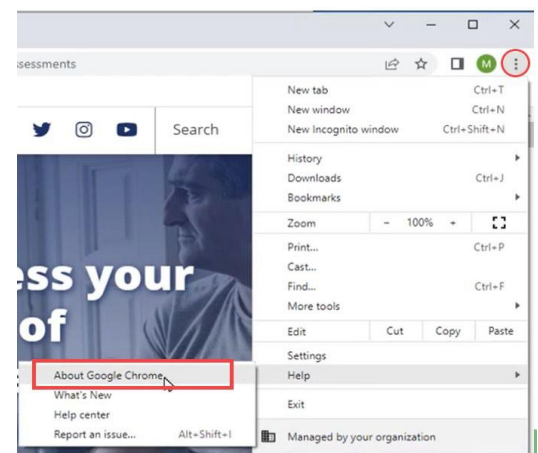 ssessments
M
New tab Ctrl+T
New window Ctrl+N
New Incognito window Ctrl+Shift+N
Search
History
Downloads Ctrl+J
Bookmarks
Zoom - 100% +
Print... Ctrl+P
Cast...
Find... Ctrl+F
More tools
ess your
of
Edit Cut Copy Paste
Settings
Help
About Google Chrome
What's New
Help center
Report an issue... Alt+Shift+I
Exit
Managed by your organization